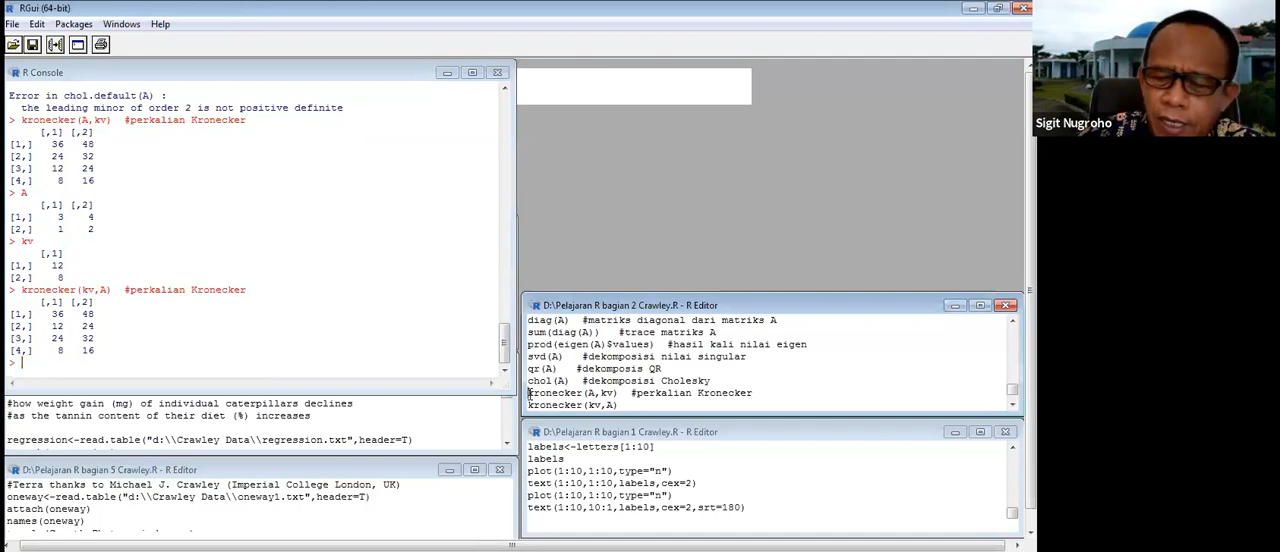 RGui (64-bit)
File Edit Packages Windows Help
R Console
Error in chol.default(A) :
the leading minor of order 2 is not positive definite
> kronecker(A,kv) #perkalian Kronecker
[,1] [,2]
[1,] 36 48
[2,] 24 32
[3,] 12 24
[4,] 8 16
> A
[,1] [,2]
[1,] 3 4
[2,] 1 2
> kv
[,1]
[1,] 12
[2,] 8
> kronecker(kv,A) #perkalian Kronecker
[,1] [,2]
[1,] 36 48
[2,] 12 24
[3,] 24 32
[4,] 8 16
>
#how weight gain (mg) of individual caterpillars declines
#as the tannin content of their diet (%) increases
regression<-read.table("d:\\Crawley Data\\regression.txt",header=T)
D:\Pelajaran R bagian 5 Crawley.R - R Editor
#Terra thanks to Michael J. Crawley (Imperial College London, UK)
oneway<-read.table("d:\\Crawley Data\\oneway1.txt",header=T)
attach(oneway)
names(oneway)
D:\Pelajaran R bagian 2 Crawley.R - R Editor
diag(A) #matriks diagonal dari matriks A
sum(diag(A)) #trace matriks A
prod(eigen(A)$values) #hasil kali nilai eigen
svd(A) #dekomposisi nilai singular
qr(A) #dekomposis QR
chol(A) #dekomposisi Cholesky
kronecker(A,kv) #perkalian Kronecker
kronecker(kv,A)
D:\Pelajaran R bagian 1 Crawley.R - R Editor
labels<-letters[1:10]
labels
plot(1:10,1:10,type="n")
text(1:10,1:10,labels,cex=2)
plot(1:10,1:10,type="n")
text(1:10,10:1,labels,cex=2,srt=180)
Sigit Nugroho